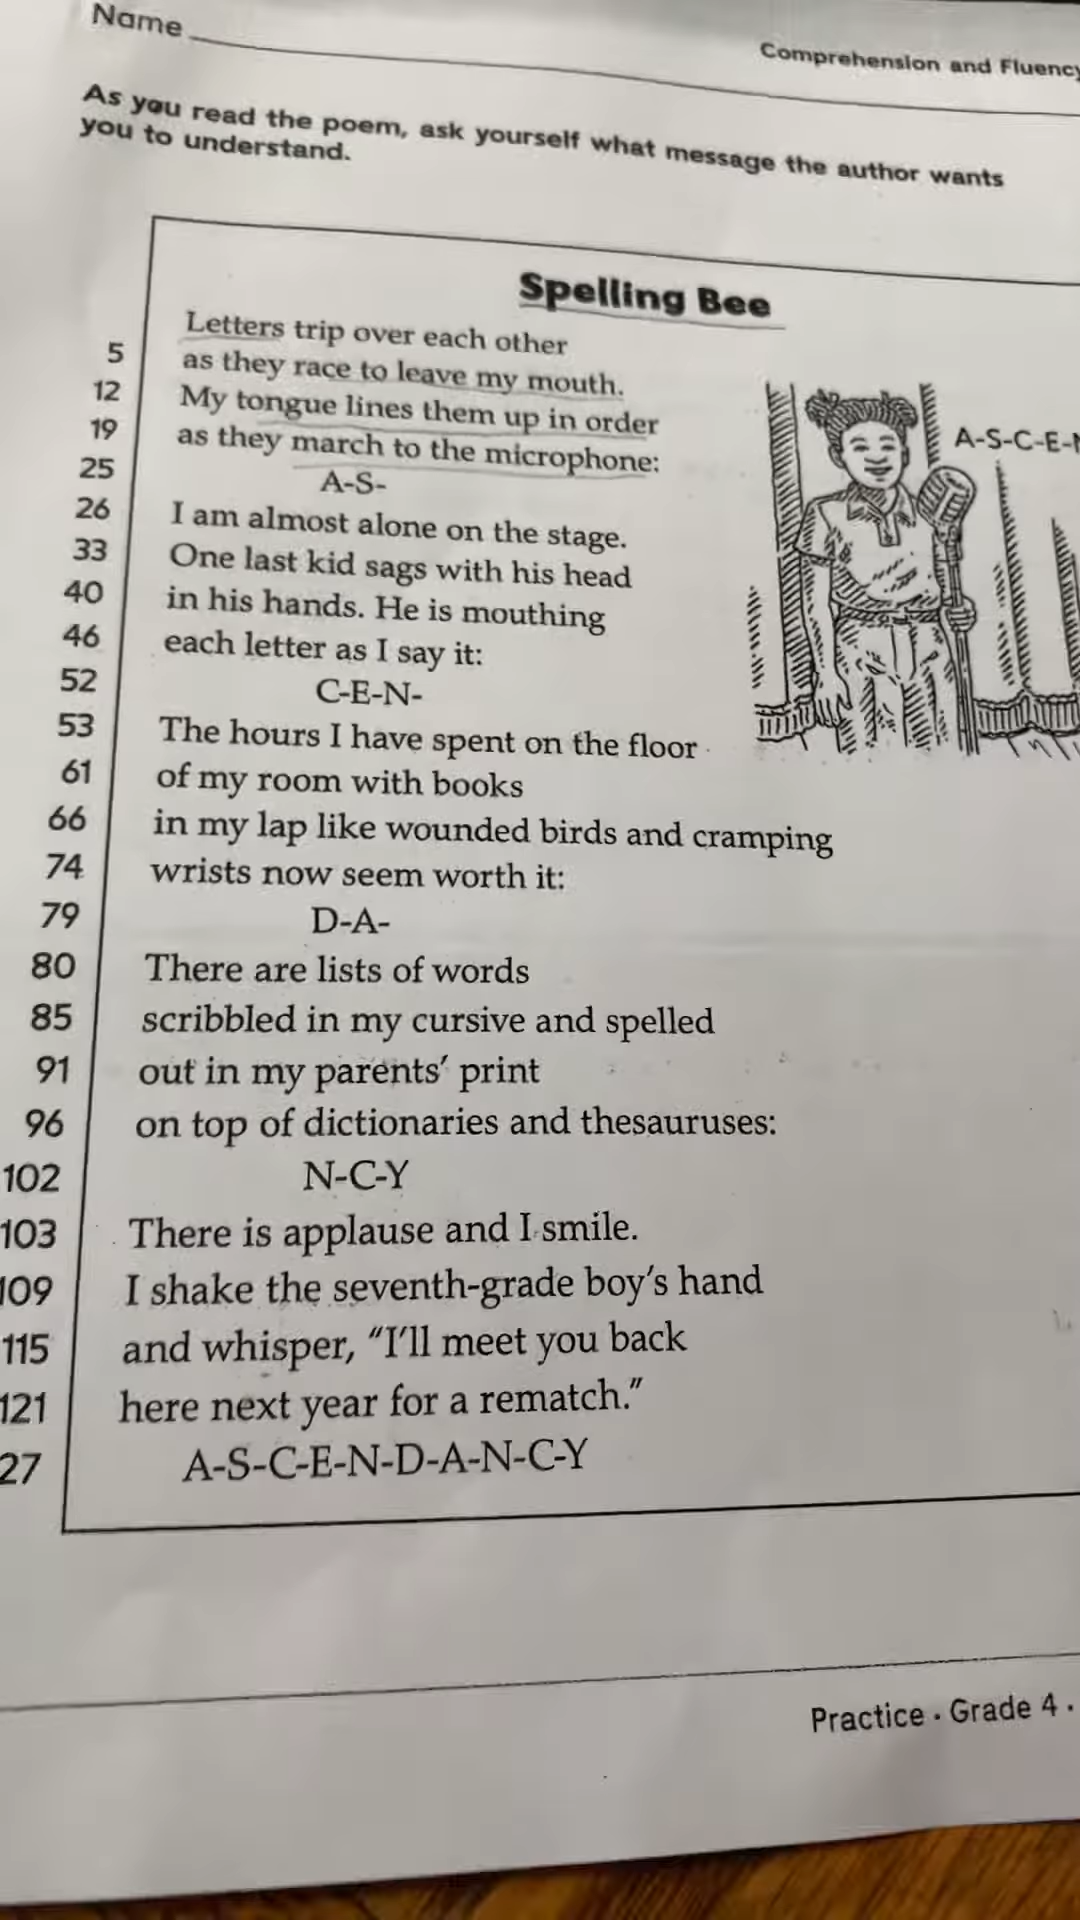 Name
Comprehension and Fluency
As you read the poem, ask yourself what message the author wants
you to understand.
Spelling Bee
Letters trip over each other
5 as they race to leave my mouth.
12 My tongue lines them up in order
19 as they march to the microphone:
25 A-S-
26 I am almost alone on the stage.
33 One last kid sags with his head
40 in his hands. He is mouthing
46 each letter as I say it:
52 C-E-N-
53 The hours I have spent on the floor
61 of my room with books
66 in my lap like wounded birds and cramping
74 wrists now seem worth it:
79 D-A-
80 There are lists of words
85 scribbled in my cursive and spelled
91 out in my parents' print
96 on top of dictionaries and thesauruses:
102 N-C-Y
103 There is applause and I smile.
109 I shake the seventh-grade boy's hand
115 and whisper, "I'll meet you back
121 here next year for a rematch."
27 A-S-C-E-N-D-A-N-C-Y
A-S-C-E-N
Practice · Grade 4 ·